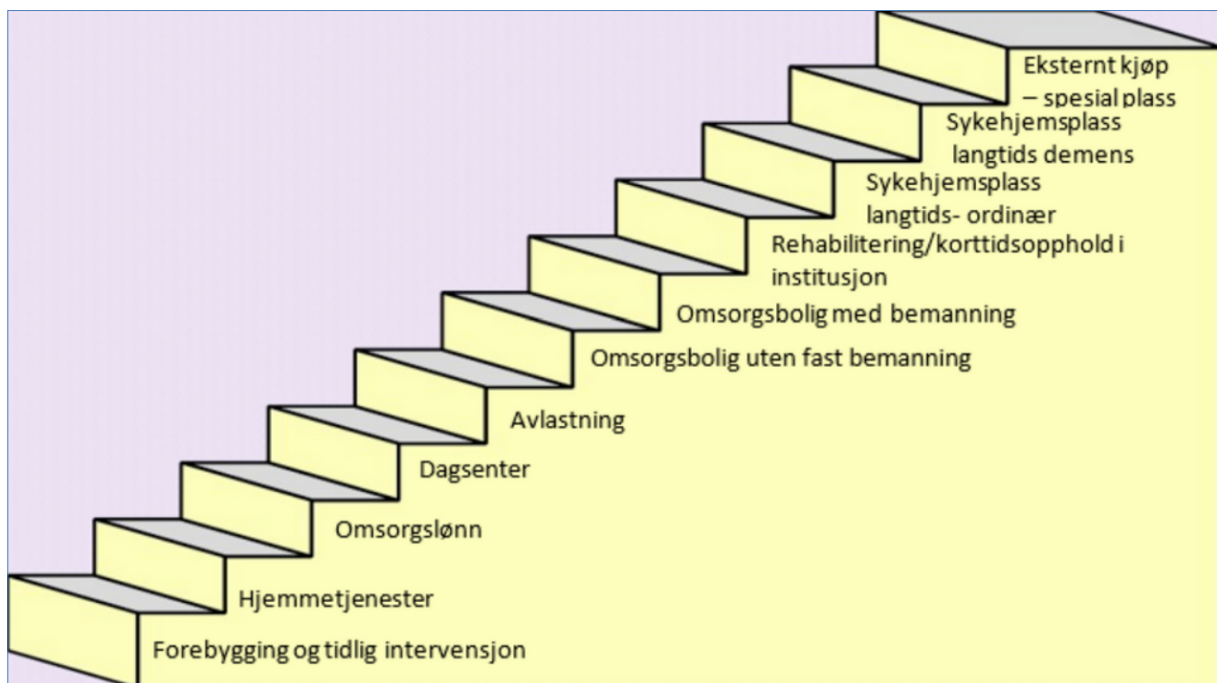 Eksternt kjøp
– spesial plass
Sykehjemsplass
langtids demens
Sykehjemsplass
langtids- ordinær
Rehabilitering/korttidsopphold i
institusjon
Omsorgsbolig med bemanning
Omsorgsbolig uten fast bemanning
Avlastning
Dagsenter
Omsorgslønn
Hjemmetjenester
Forebygging og tidlig intervensjon